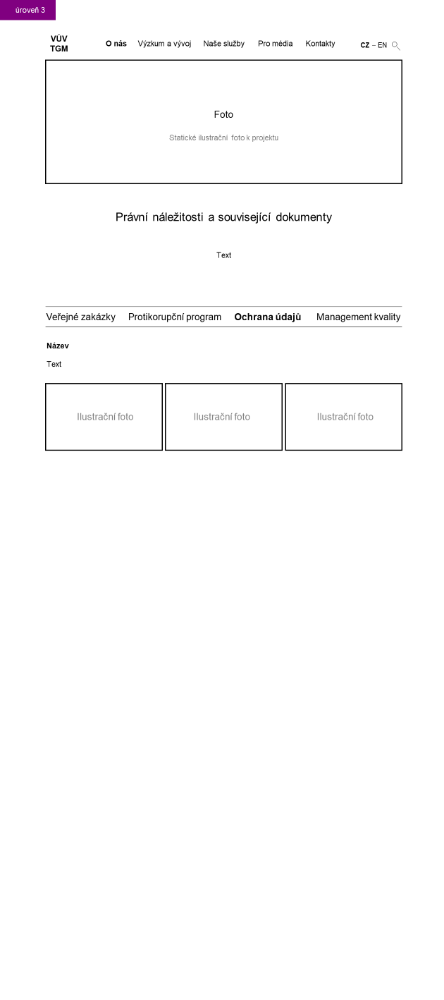 úroveň 3
VÚV
TGM
O nás Výzkum a vývoj Naše služby Pro média Kontakty CZ – EN
Foto
Statické ilustrační foto k projektu
Právní náležitosti a související dokumenty
Text
Veřejné zakázky Protikorupční program Ochrana údajů Management kvality
Název
Text
Ilustrační foto Ilustrační foto Ilustrační foto